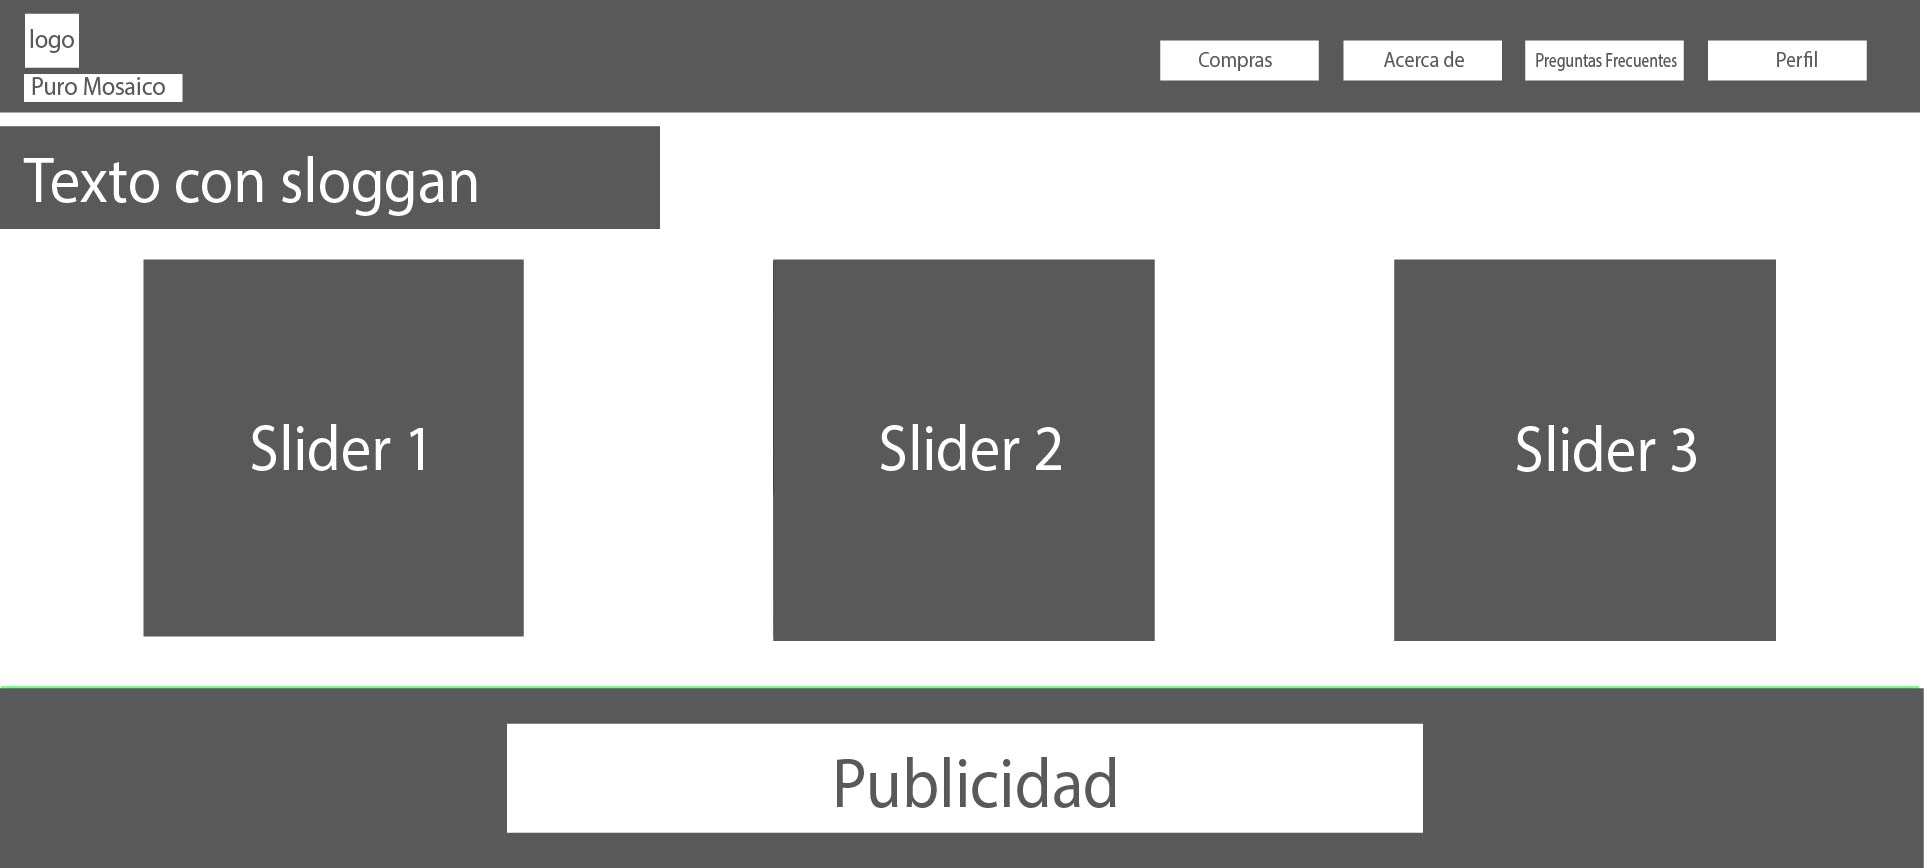 logo
Puro Mosaico
Compras
Acerca de
Preguntas Frecuentes
Perfil
Texto con sloggan
Slider 1
Slider 2
Slider 3
Publicidad